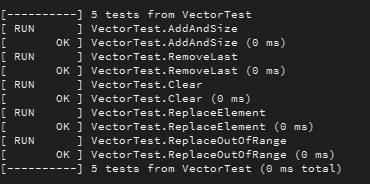 [----------] 5 tests from VectorTest
[ RUN      ] VectorTest.AddAndSize
[       OK ] VectorTest.AddAndSize (0 ms)
[ RUN      ] VectorTest.RemoveLast
[       OK ] VectorTest.RemoveLast (0 ms)
[ RUN      ] VectorTest.Clear
[       OK ] VectorTest.Clear (0 ms)
[ RUN      ] VectorTest.ReplaceElement
[       OK ] VectorTest.ReplaceElement (0 ms)
[ RUN      ] VectorTest.ReplaceOutOfRange
[       OK ] VectorTest.ReplaceOutOfRange (0 ms)
[----------] 5 tests from VectorTest (0 ms total)